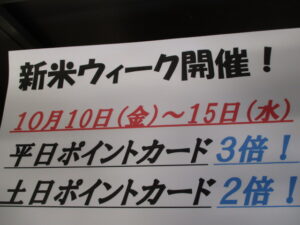 新米ウィーク開催！
10月10日(金)～15日(水)
平日ポイントカード 3倍！
土日ポイントカード 2倍！